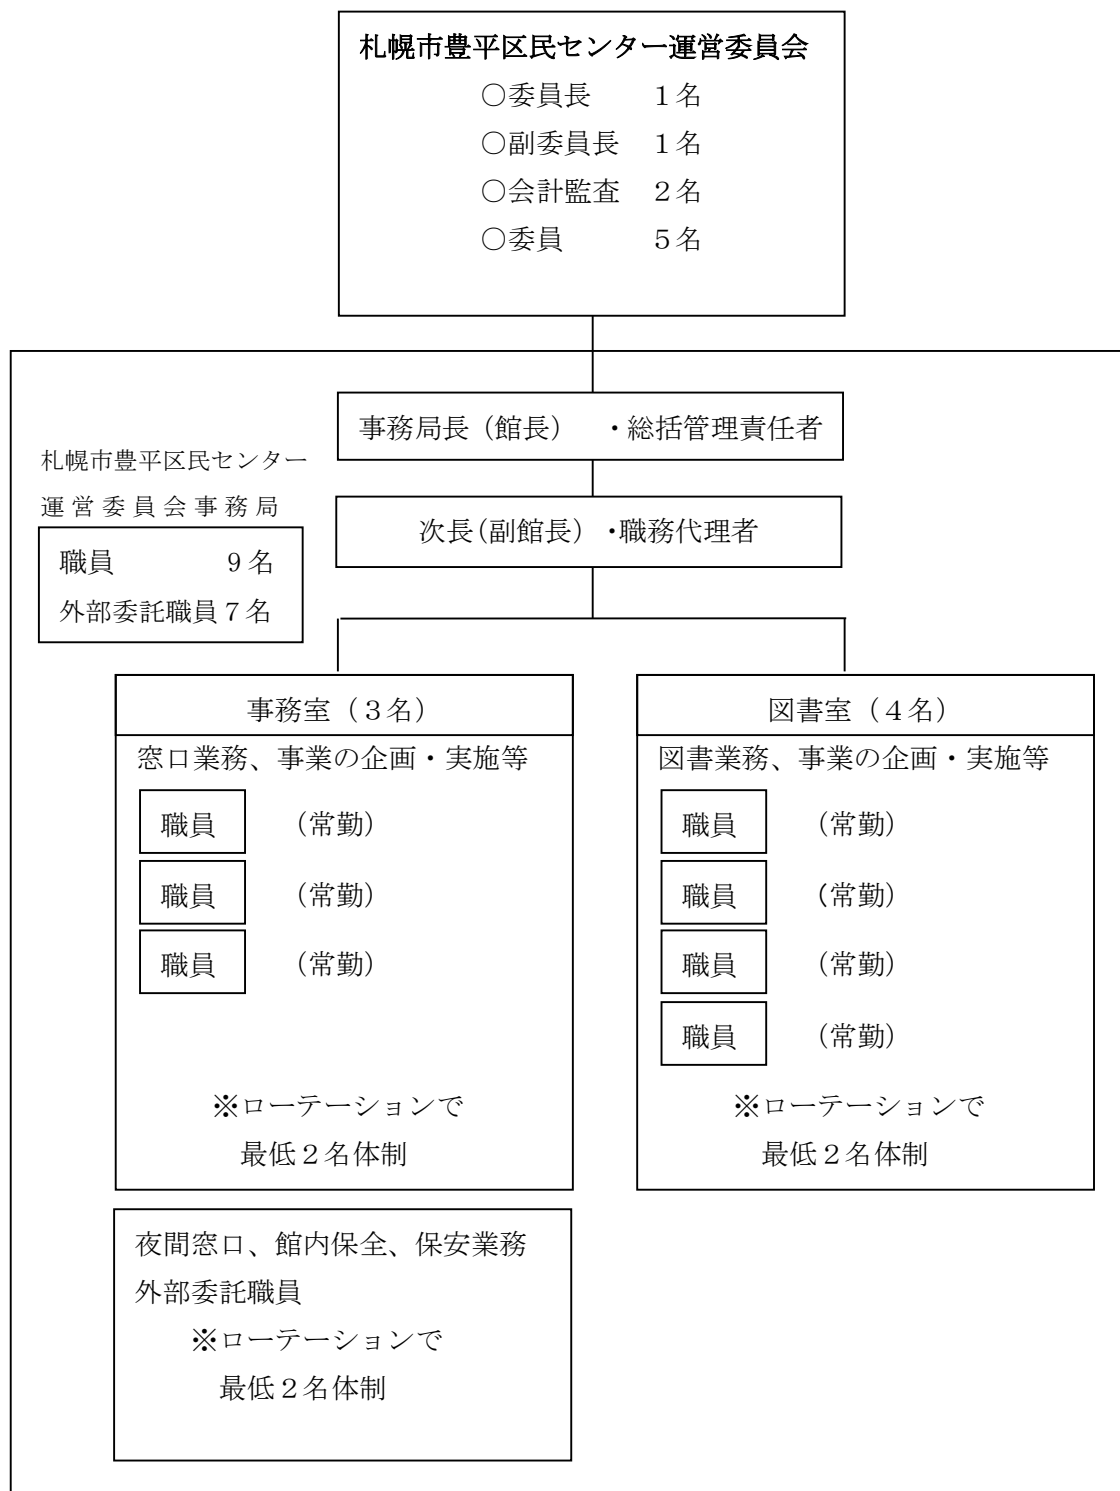 札幌市豊平区民センター運営委員会
○委員長　　１名
○副委員長　１名
○会計監査　２名
○委員　　　５名
事務局長（館長）　・総括管理責任者
札幌市豊平区民センター
運営委員会事務局
次長(副館長）・職務代理者
職員　　　　9名
外部委託職員７名
事務室（３名）
窓口業務、事業の企画・実施等
職員　（常勤）
職員　（常勤）
職員　（常勤）
※ローテーションで
最低２名体制
図書室（４名）
図書業務、事業の企画・実施等
職員　（常勤）
職員　（常勤）
職員　（常勤）
職員　（常勤）
※ローテーションで
最低２名体制
夜間窓口、館内保全、保安業務
外部委託職員
※ローテーションで
最低２名体制